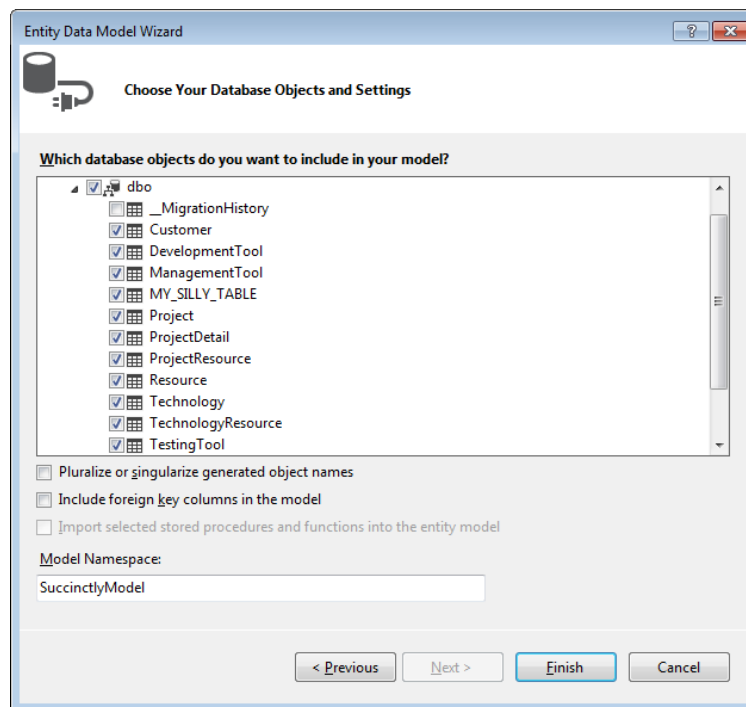 Entity Data Model Wizard
Choose Your Database Objects and Settings
Which database objects do you want to include in your model?
dbo
__MigrationHistory
Customer
DevelopmentTool
ManagementTool
MY_SILLY_TABLE
Project
ProjectDetail
ProjectResource
Resource
Technology
TechnologyResource
TestingTool
Pluralize or singularize generated object names
Include foreign key columns in the model
Import selected stored procedures and functions into the entity model
Model Namespace:
SuccinctlyModel
< Previous Next > Finish Cancel